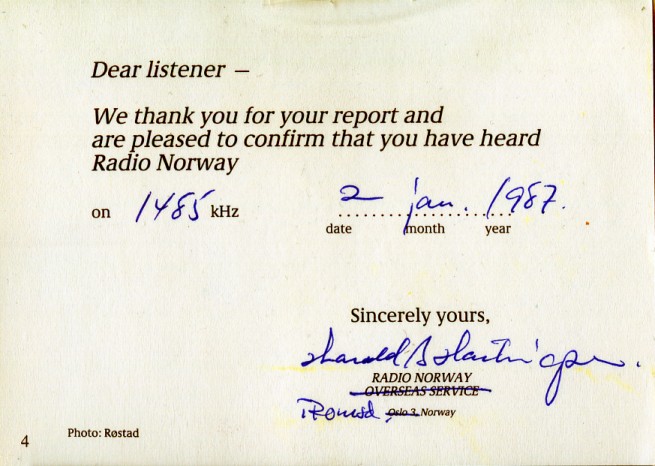 Dear listener –
We thank you for your report and
are pleased to confirm that you have heard
Radio Norway
on 1485 kHz 2 jan. 1987.
date month year
Sincerely yours,
Harald
RADIO NORWAY
OVERSEAS SERVICE
Oslo 3, Norway
Photo: Røstad
4